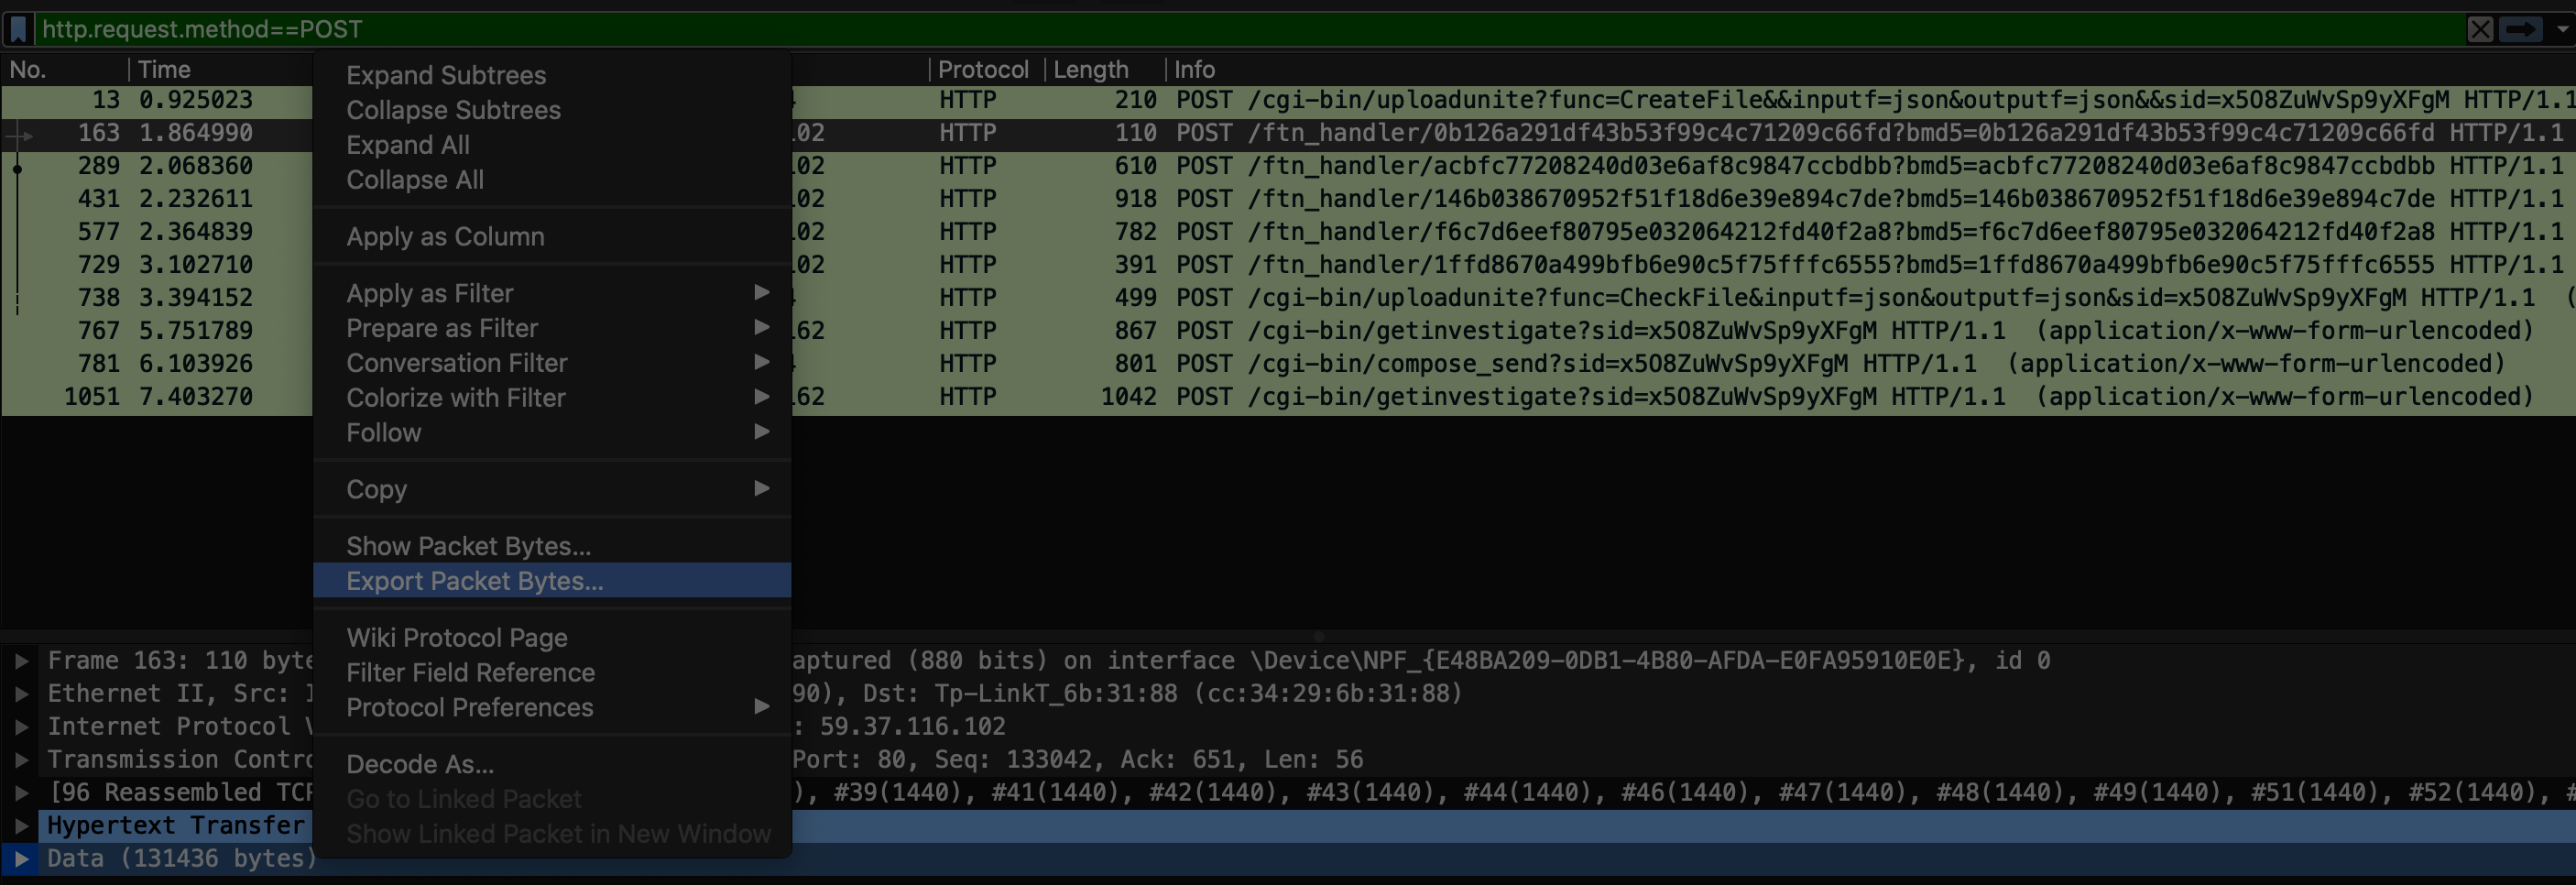 http.request.method==POST
No. Time Protocol Length Info
13 0.925023 HTTP 210 POST /cgi-bin/uploadunite?func=CreateFile&&inputf=json&outputf=json&&sid=x5O8ZuWvSp9yXFgM HTTP/1.1
163 1.864990 102 HTTP 110 POST /ftn_handler/0b126a291df43b53f99c4c71209c66fd?bmd5=0b126a291df43b53f99c4c71209c66fd HTTP/1.1
289 2.068360 102 HTTP 610 POST /ftn_handler/acbfc77208240d03e6af8c9847ccbdbb?bmd5=acbfc77208240d03e6af8c9847ccbdbb HTTP/1.1
431 2.232611 102 HTTP 918 POST /ftn_handler/146b038670952f51f18d6e39e894c7de?bmd5=146b038670952f51f18d6e39e894c7de HTTP/1.1
577 2.364839 102 HTTP 782 POST /ftn_handler/f6c7d6eef80795e032064212fd40f2a8?bmd5=f6c7d6eef80795e032064212fd40f2a8 HTTP/1.1
729 3.102710 102 HTTP 391 POST /ftn_handler/1ffd8670a499bfb6e90c5f75fffc6555?bmd5=1ffd8670a499bfb6e90c5f75fffc6555 HTTP/1.1
738 3.394152 HTTP 499 POST /cgi-bin/uploadunite?func=CheckFile&inputf=json&outputf=json&sid=x5O8ZuWvSp9yXFgM HTTP/1.1 (
767 5.751789 162 HTTP 867 POST /cgi-bin/getinvestigate?sid=x5O8ZuWvSp9yXFgM HTTP/1.1 (application/x-www-form-urlencoded)
781 6.103926 HTTP 801 POST /cgi-bin/compose_send?sid=x5O8ZuWvSp9yXFgM HTTP/1.1 (application/x-www-form-urlencoded)
1051 7.403270 162 HTTP 1042 POST /cgi-bin/getinvestigate?sid=x5O8ZuWvSp9yXFgM HTTP/1.1 (application/x-www-form-urlencoded)
Expand Subtrees
Collapse Subtrees
Expand All
Collapse All
Apply as Column
Apply as Filter
Prepare as Filter
Conversation Filter
Colorize with Filter
Follow
Copy
Show Packet Bytes...
Export Packet Bytes...
Wiki Protocol Page
Filter Field Reference
Protocol Preferences
Decode As...
Go to Linked Packet
Show Linked Packet in New Window
Frame 163: 110 byte aptured (880 bits) on interface \Device\NPF_{E48BA209-0DB1-4B80-AFDA-E0FA95910E0E}, id 0
Ethernet II, Src: 90), Dst: Tp-LinkT_6b:31:88 (cc:34:29:6b:31:88)
Internet Protocol : 59.37.116.102
Transmission Contro Port: 80, Seq: 133042, Ack: 651, Len: 56
[96 Reassembled TCP ), #39(1440), #41(1440), #42(1440), #43(1440), #44(1440), #46(1440), #47(1440), #48(1440), #49(1440), #51(1440), #52(1440), #
Hypertext Transfer
Data (131436 bytes)